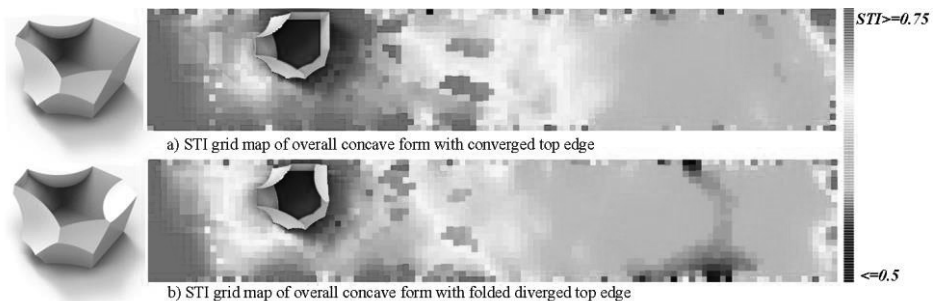 STI>=0.75
a) STI grid map of overall concave form with converged top edge
<=0.5
b) STI grid map of overall concave form with folded diverged top edge